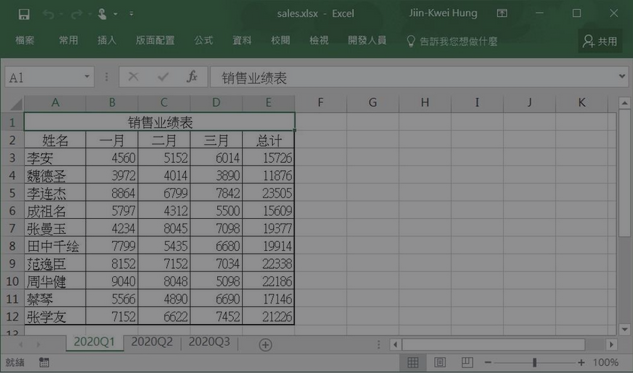 sales.xlsx - Excel
Jiin-Kwei Hung
檔案 常用 插入 版面配置 公式 資料 校閱 檢視 開發人員 告訴我您想做什麼 共用
A1 fx 销售业绩表
A B C D E F G H I J K
1 销售业绩表
2 姓名 一月 二月 三月 总计
3 李安 4560 5152 6014 15726
4 魏德圣 3972 4014 3890 11876
5 李连杰 8864 6799 7842 23505
6 成祖名 5797 4312 5500 15609
7 张曼玉 4234 8045 7098 19377
8 田中千绘 7799 5435 6680 19914
9 范逸臣 8152 7152 7034 22338
10 周华健 9040 8048 5098 22186
11 蔡琴 5566 4890 6690 17146
12 张学友 7152 6622 7452 21226
13
2020Q1 2020Q2 2020Q3
就緒 100%